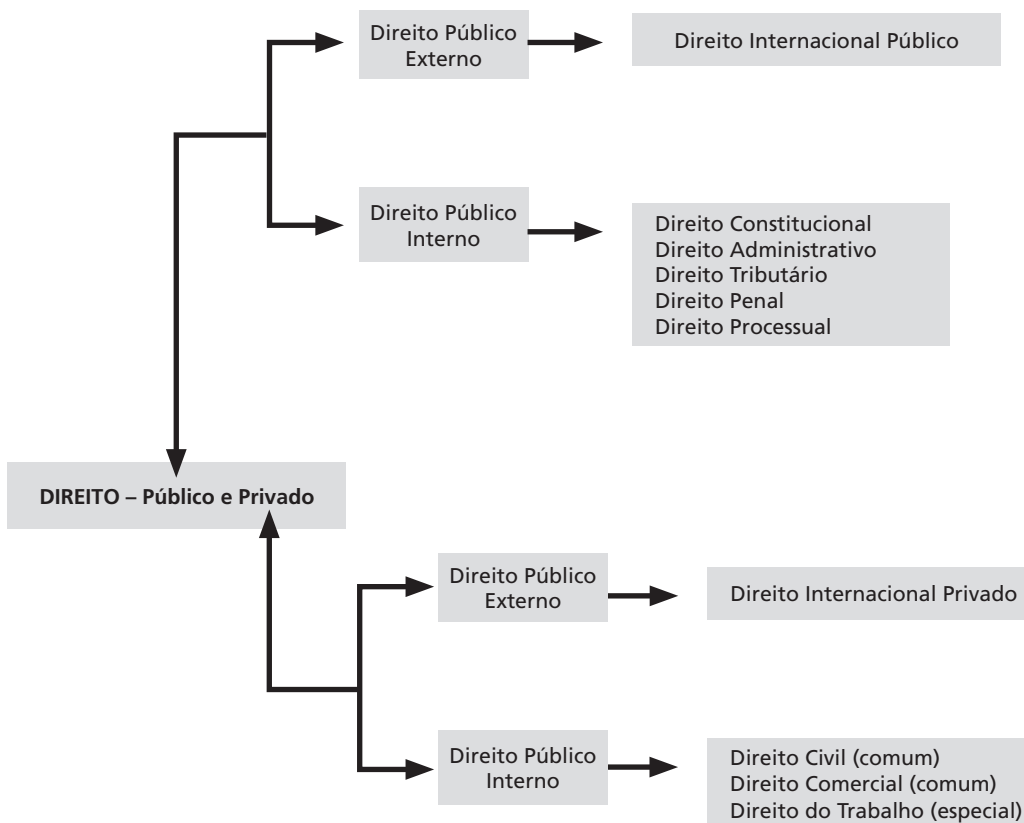 Direito Público
Externo
Direito Internacional Público
Direito Público
Interno
Direito Constitucional
Direito Administrativo
Direito Tributário
Direito Penal
Direito Processual
DIREITO – Público e Privado
Direito Público
Externo
Direito Internacional Privado
Direito Público
Interno
Direito Civil (comum)
Direito Comercial (comum)
Direito do Trabalho (especial)